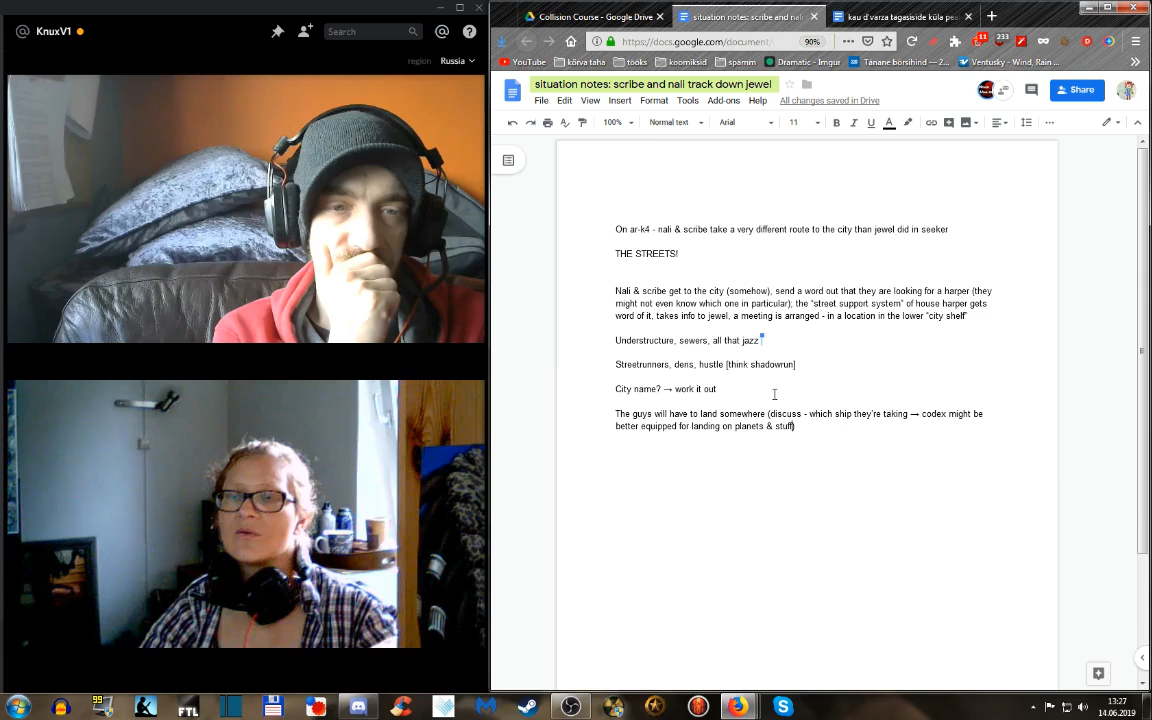 @ KnuxV1
Search
region Russia
Collision Course - Google Drive
situation notes: scribe and nali
kau d'varza tagasiside küla pea
https://docs.google.com/document/
90%
11
233
YouTube
kõrva taha
tööks
koomiksid
spämm
Dramatic - Imgur
Tänane börsihind — 2...
Ventusky - Wind, Rain ...
situation notes: scribe and nali track down jewel
File Edit View Insert Format Tools Add-ons Help All changes saved in Drive
Share
100% Normal text Arial 11 B I U A
On ar-k4 - nali & scribe take a very different route to the city than jewel did in seeker
THE STREETS!
Nali & scribe get to the city (somehow), send a word out that they are looking for a harper (they
might not even know which one in particular); the “street support system” of house harper gets
word of it, takes info to jewel, a meeting is arranged - in a location in the lower “city shelf”
Understructure, sewers, all that jazz
Streetrunners, dens, hustle [think shadowrun]
City name? → work it out
The guys will have to land somewhere (discuss - which ship they're taking → codex might be
better equipped for landing on planets & stuff)
99
FTL
13:27
14.06.2019